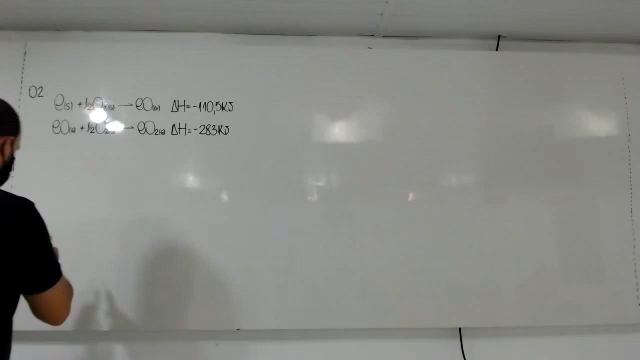 02
C(s) + 1/2O2(g) → CO(g) ΔH = -110,5KJ
CO(g) + 1/2O2(g) → CO2(g) ΔH = -283KJ